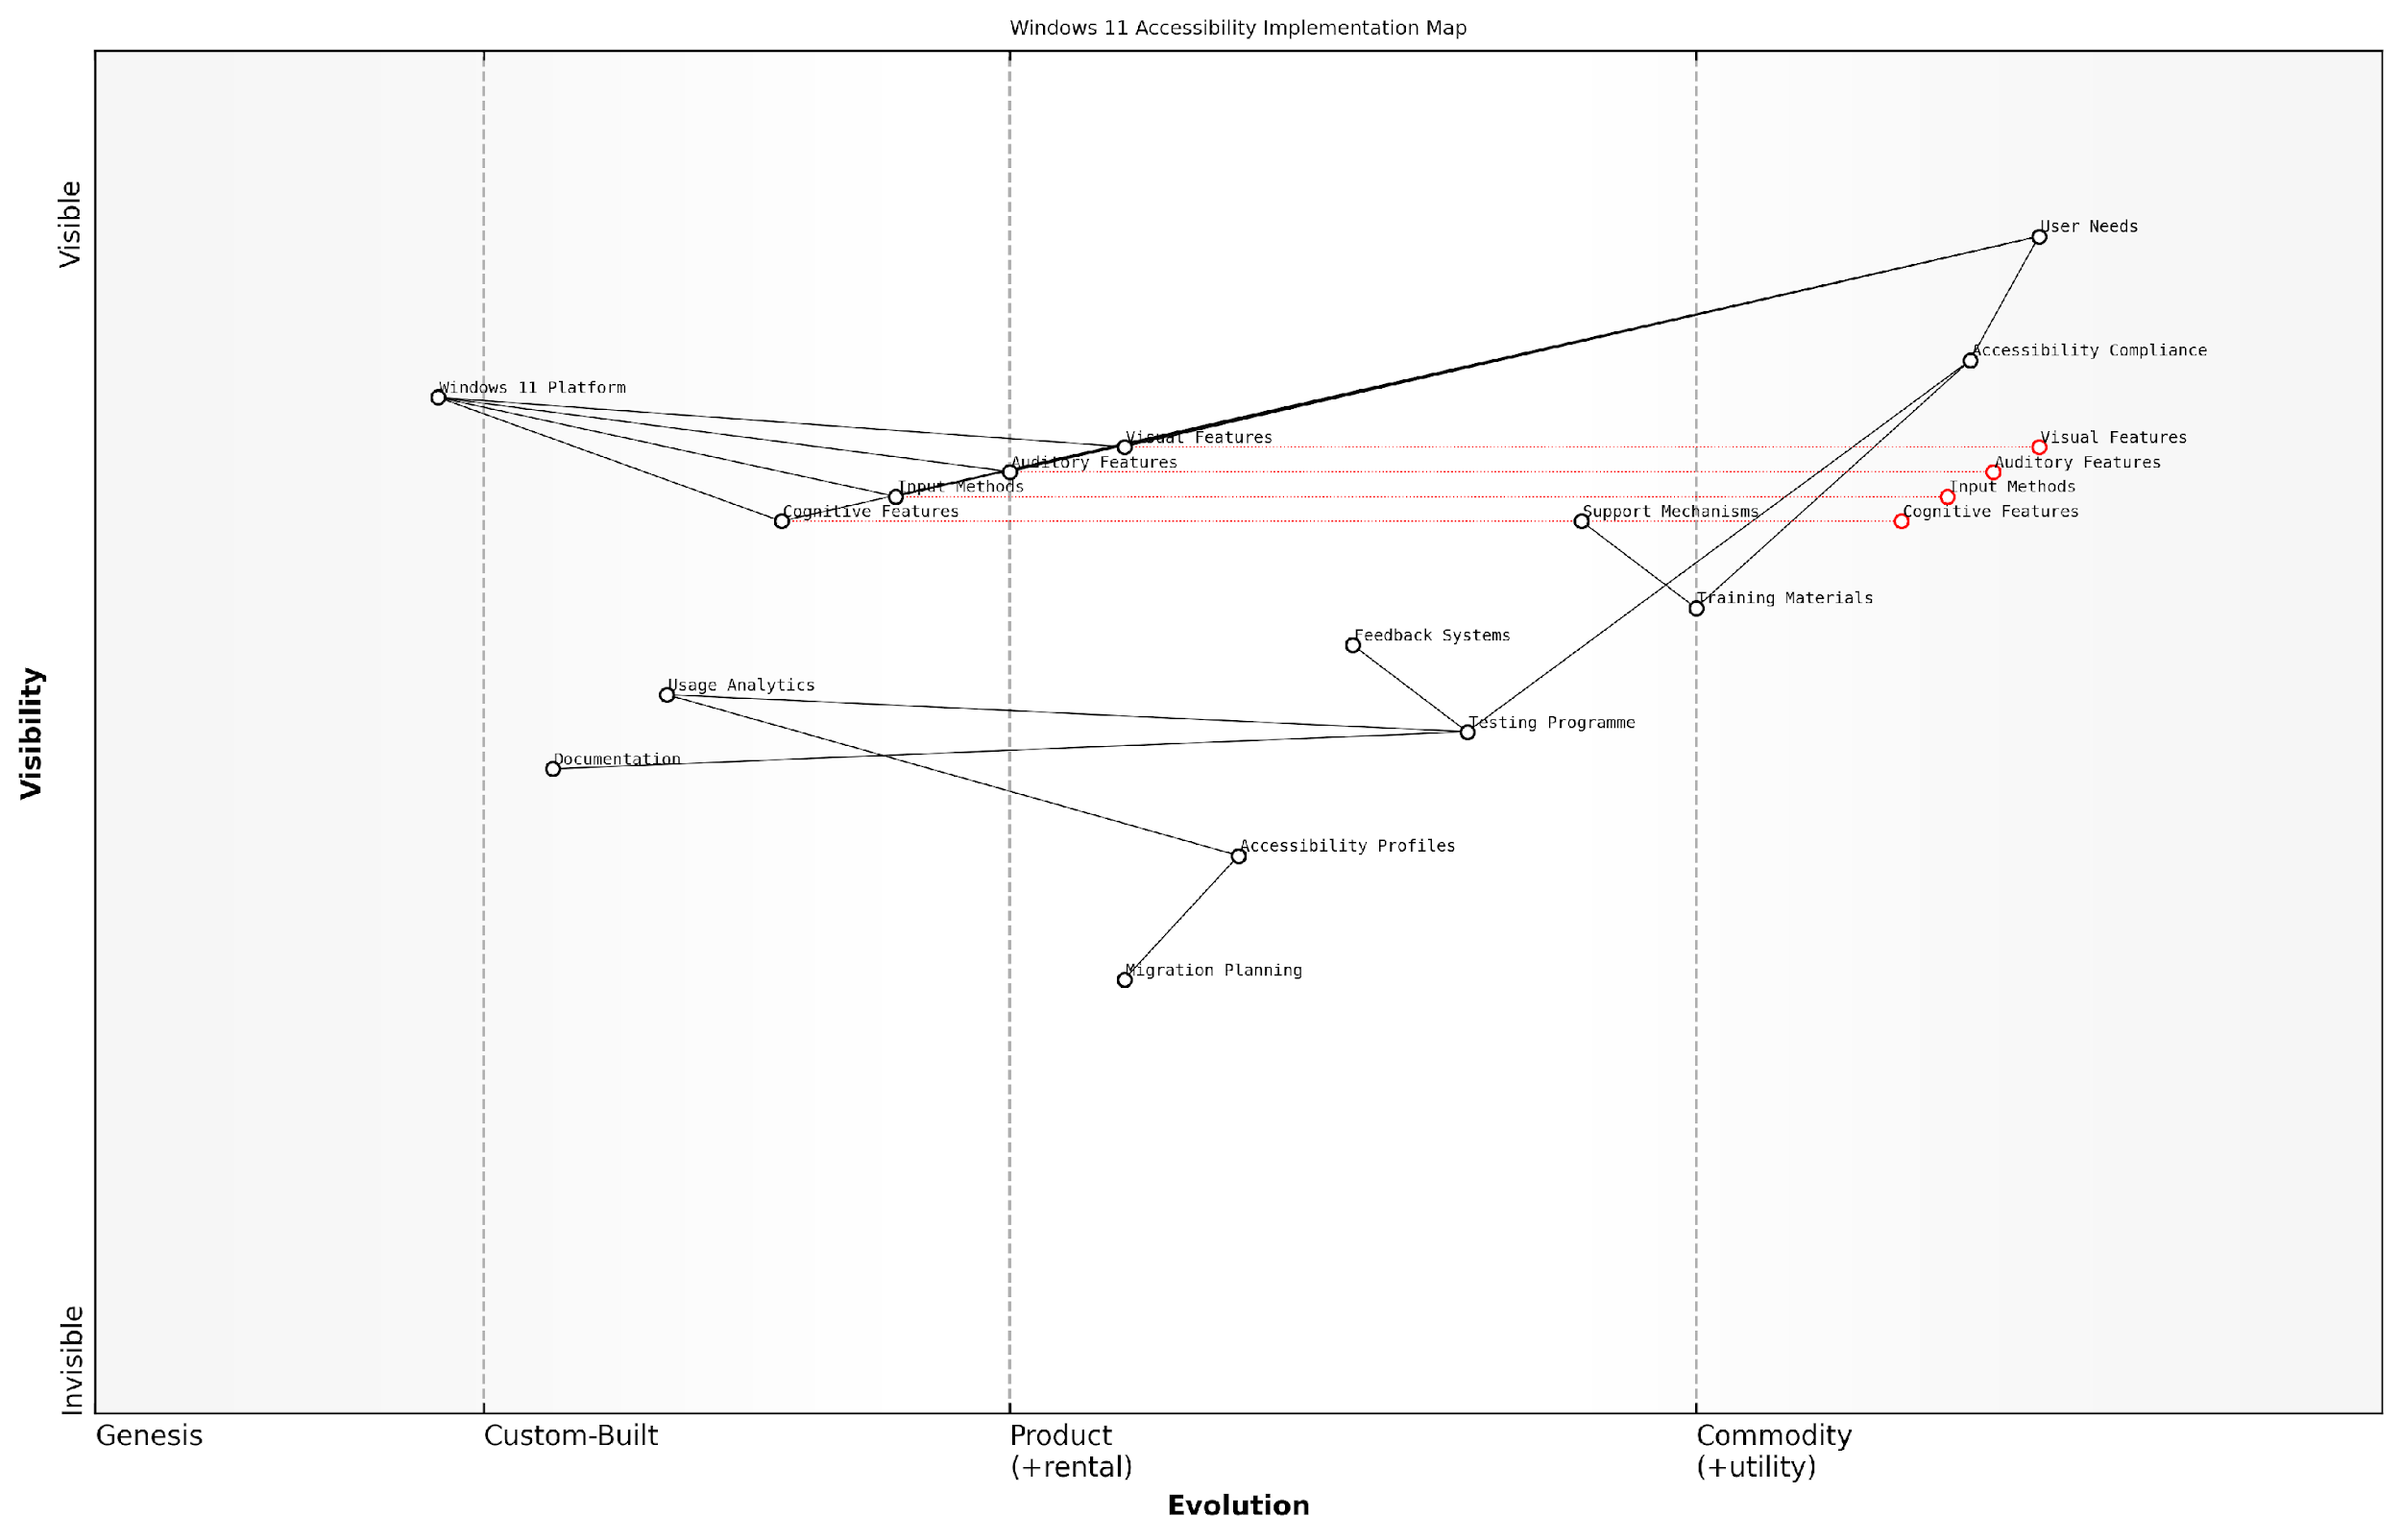 Windows 11 Accessibility Implementation Map
Visible
User Needs
Accessibility Compliance
Windows 11 Platform
Visual Features
Visual Features
Auditory Features
Auditory Features
Input Methods
Input Methods
Cognitive Features
Support Mechanisms
Cognitive Features
Training Materials
Feedback Systems
Usage Analytics
Testing Programme
Documentation
Accessibility Profiles
Migration Planning
Visibility
Invisible
Genesis
Custom-Built
Product
(+rental)
Commodity
(+utility)
Evolution